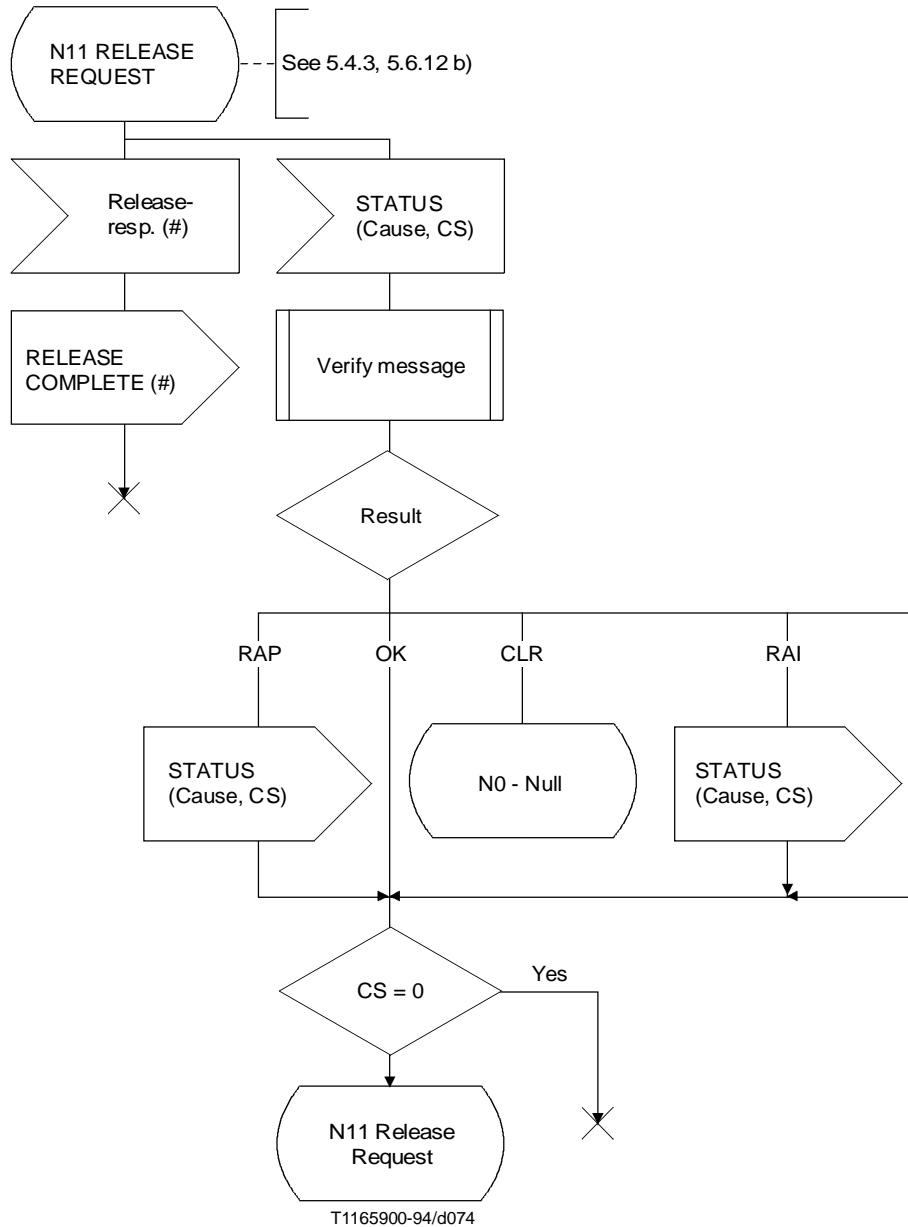 N11 RELEASE
REQUEST
See 5.4.3, 5.6.12 b)
Release-
resp. (#)
STATUS
(Cause, CS)
RELEASE
COMPLETE (#)
Verify message
Result
RAP
OK
CLR
RAI
STATUS
(Cause, CS)
N0 - Null
STATUS
(Cause, CS)
CS = 0
Yes
N11 Release
Request
T1165900-94/d074